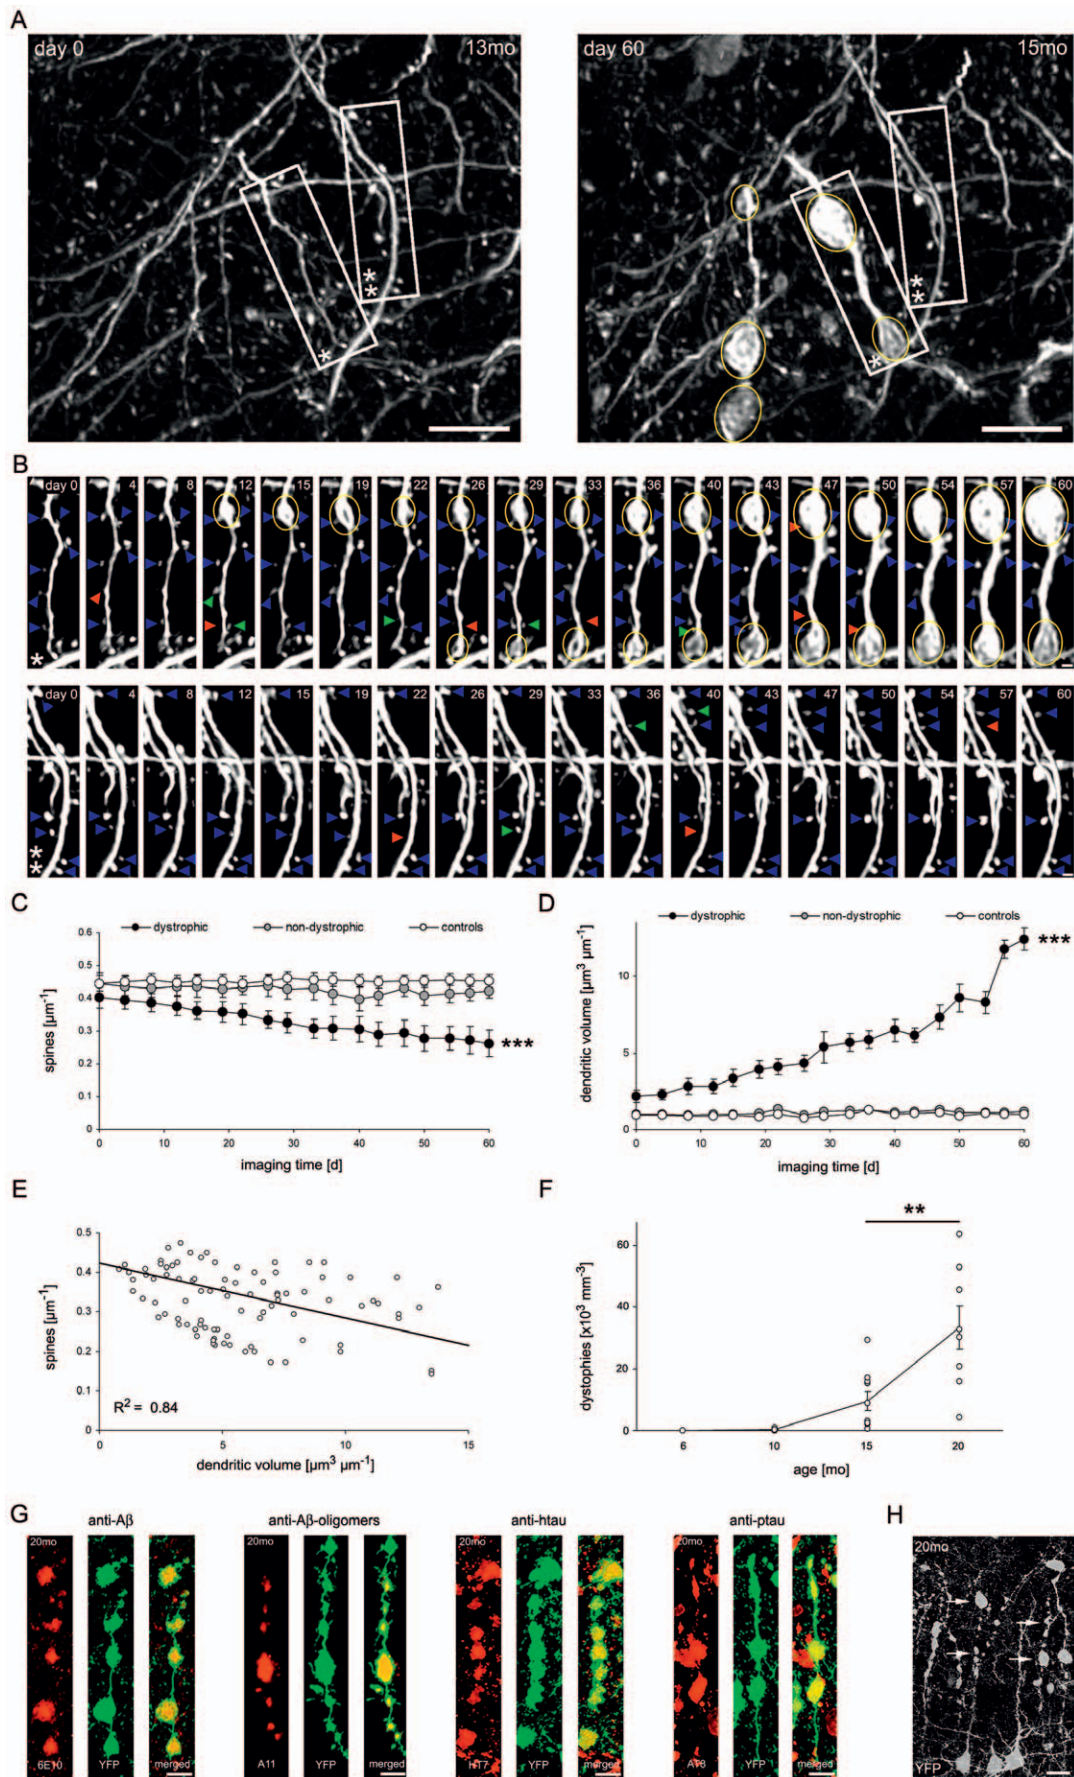 A
day 0 13mo
day 60 15mo
*
**
*
**
B
day 0 4 8 12 15 19 22 26 29 33 36 40 43 47 50 54 57 60
*
day 0 4 8 12 15 19 22 26 29 33 36 40 43 47 50 54 57 60
**
C
dystrophic non-dystrophic controls
0.6
0.5
0.4
0.3
0.2
0.1
0
spines [µm⁻¹]
***
0 10 20 30 40 50 60
imaging time [d]
D
dystrophic non-dystrophic controls
10
5
0
dendritic volume [µm³ µm⁻¹]
***
0 10 20 30 40 50 60
imaging time [d]
E
0.5
0.4
0.3
0.2
0.1
0
spines [µm⁻¹]
R² = 0.84
0 5 10 15
dendritic volume [µm³ µm⁻¹]
F
**
60
40
20
0
dystophies [x10³ mm⁻³]
6 10 15 20
age [mo]
G
anti-Aβ anti-Aβ-oligomers anti-htau anti-ptau
20mo 20mo 20mo 20mo
6E10 YFP merged A11 YFP merged HT7 YFP merged AT8 YFP merged
H
20mo
YFP